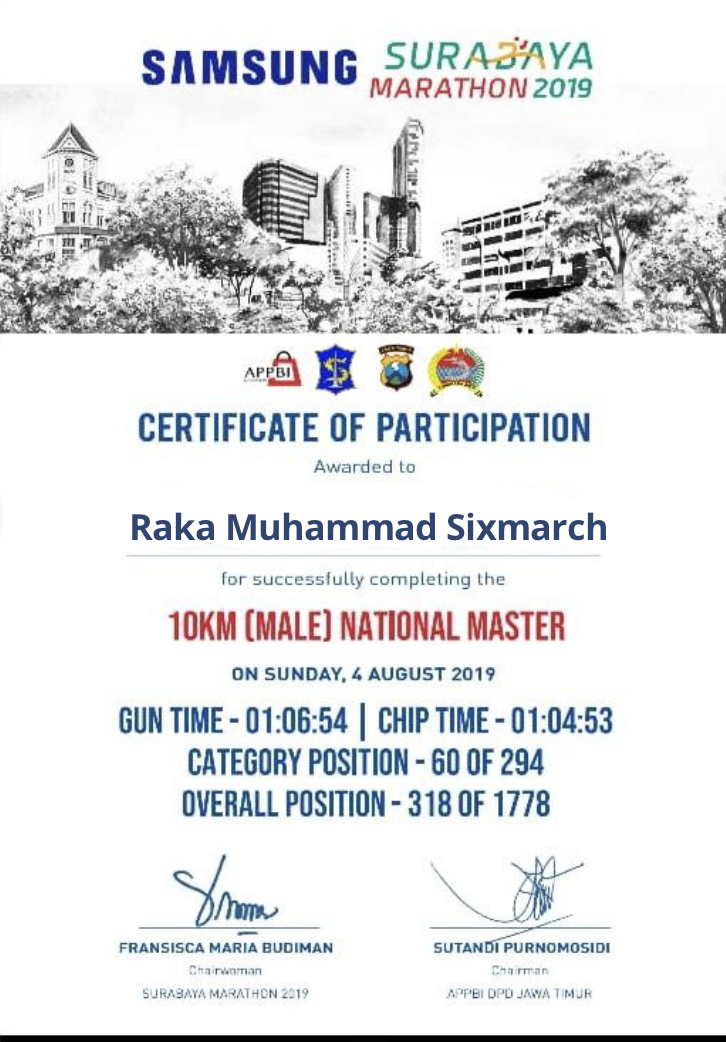 SAMSUNG
SURABAYA
MARATHON 2019
APPBI
CERTIFICATE OF PARTICIPATION
Awarded to
Raka Muhammad Sixmarch
for successfully completing the
10KM (MALE) NATIONAL MASTER
ON SUNDAY, 4 AUGUST 2019
GUN TIME - 01:06:54 | CHIP TIME - 01:04:53
CATEGORY POSITION - 60 OF 294
OVERALL POSITION - 318 OF 1778
FRANSISCA MARIA BUDIMAN
Chairwoman
SURABAYA MARATHON 2019
SUTANDI PURNOMOSIDI
Chairman
APPBI DPD JAWA TIMUR